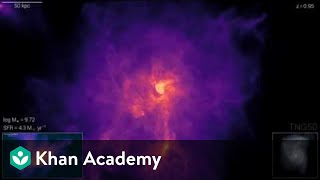 50 kpc
z=0.95
log M★ = 9.72
SFR = 4.3 M☉ yr⁻¹
TNG50
Khan Academy